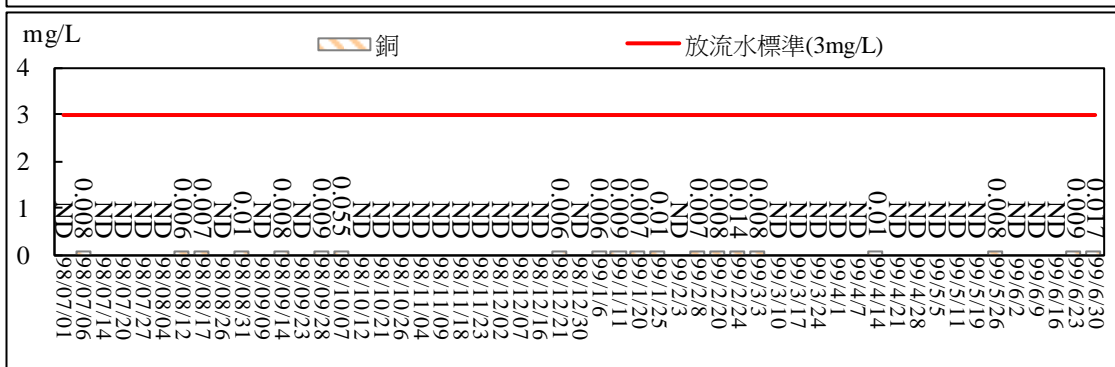 mg/L
銅
放流水標準(3mg/L)
4
3
2
1
0
ND
0.008
ND
ND
ND
ND
0.006
0.007
ND
0.01
ND
0.008
ND
0.009
0.055
ND
ND
ND
ND
ND
ND
ND
ND
ND
ND
0.006
ND
0.006
0.009
0.007
0.01
ND
0.007
0.008
0.014
0.008
ND
ND
ND
ND
ND
0.01
ND
ND
ND
ND
ND
0.008
ND
ND
ND
0.009
0.017
98/07/01
98/07/06
98/07/14
98/07/20
98/07/27
98/08/04
98/08/12
98/08/17
98/08/26
98/08/31
98/09/09
98/09/14
98/09/23
98/09/28
98/10/07
98/10/12
98/10/21
98/10/26
98/11/04
98/11/09
98/11/18
98/11/23
98/12/02
98/12/07
98/12/16
98/12/21
98/12/30
99/1/6
99/1/11
99/1/20
99/1/25
99/2/3
99/2/8
99/2/20
99/2/24
99/3/3
99/3/10
99/3/17
99/3/24
99/4/1
99/4/7
99/4/14
99/4/21
99/4/28
99/5/5
99/5/11
99/5/19
99/5/26
99/6/2
99/6/9
99/6/16
99/6/23
99/6/30